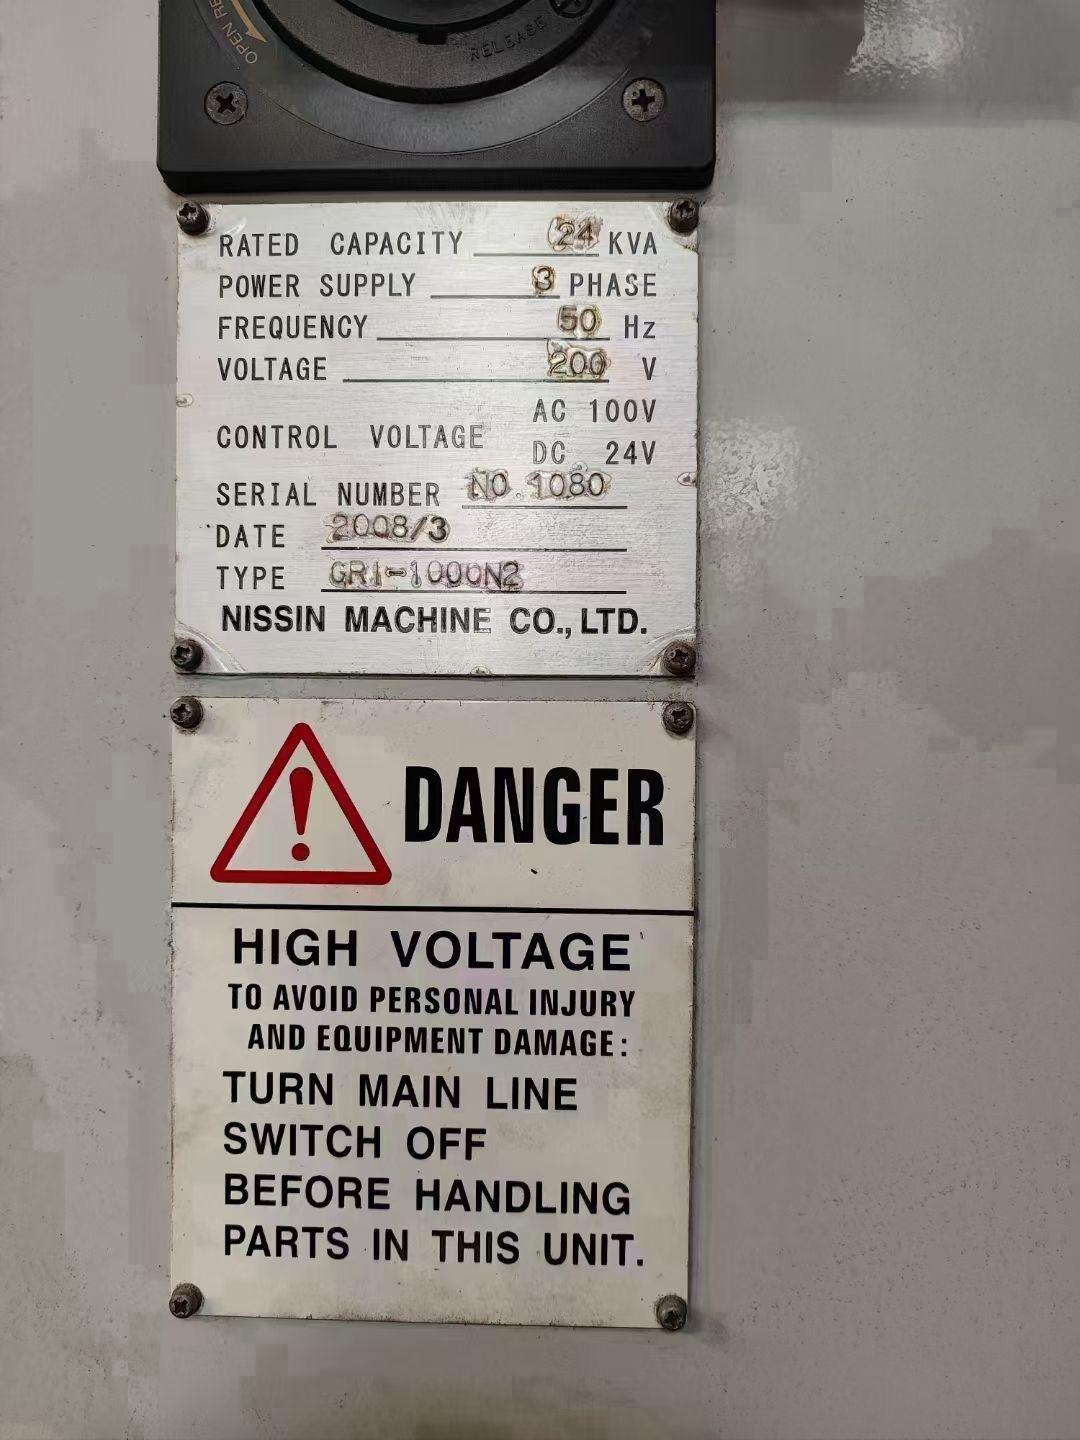 OPEN RE
RELEASE
RATED CAPACITY 24 KVA
POWER SUPPLY 3 PHASE
FREQUENCY 50 Hz
VOLTAGE 200 V
AC 100V
CONTROL VOLTAGE
DC 24V
SERIAL NUMBER NO.1080
DATE 2008/3
TYPE GR1-1000N2
NISSIN MACHINE CO., LTD.
DANGER
HIGH VOLTAGE
TO AVOID PERSONAL INJURY
AND EQUIPMENT DAMAGE:
TURN MAIN LINE
SWITCH OFF
BEFORE HANDLING
PARTS IN THIS UNIT.